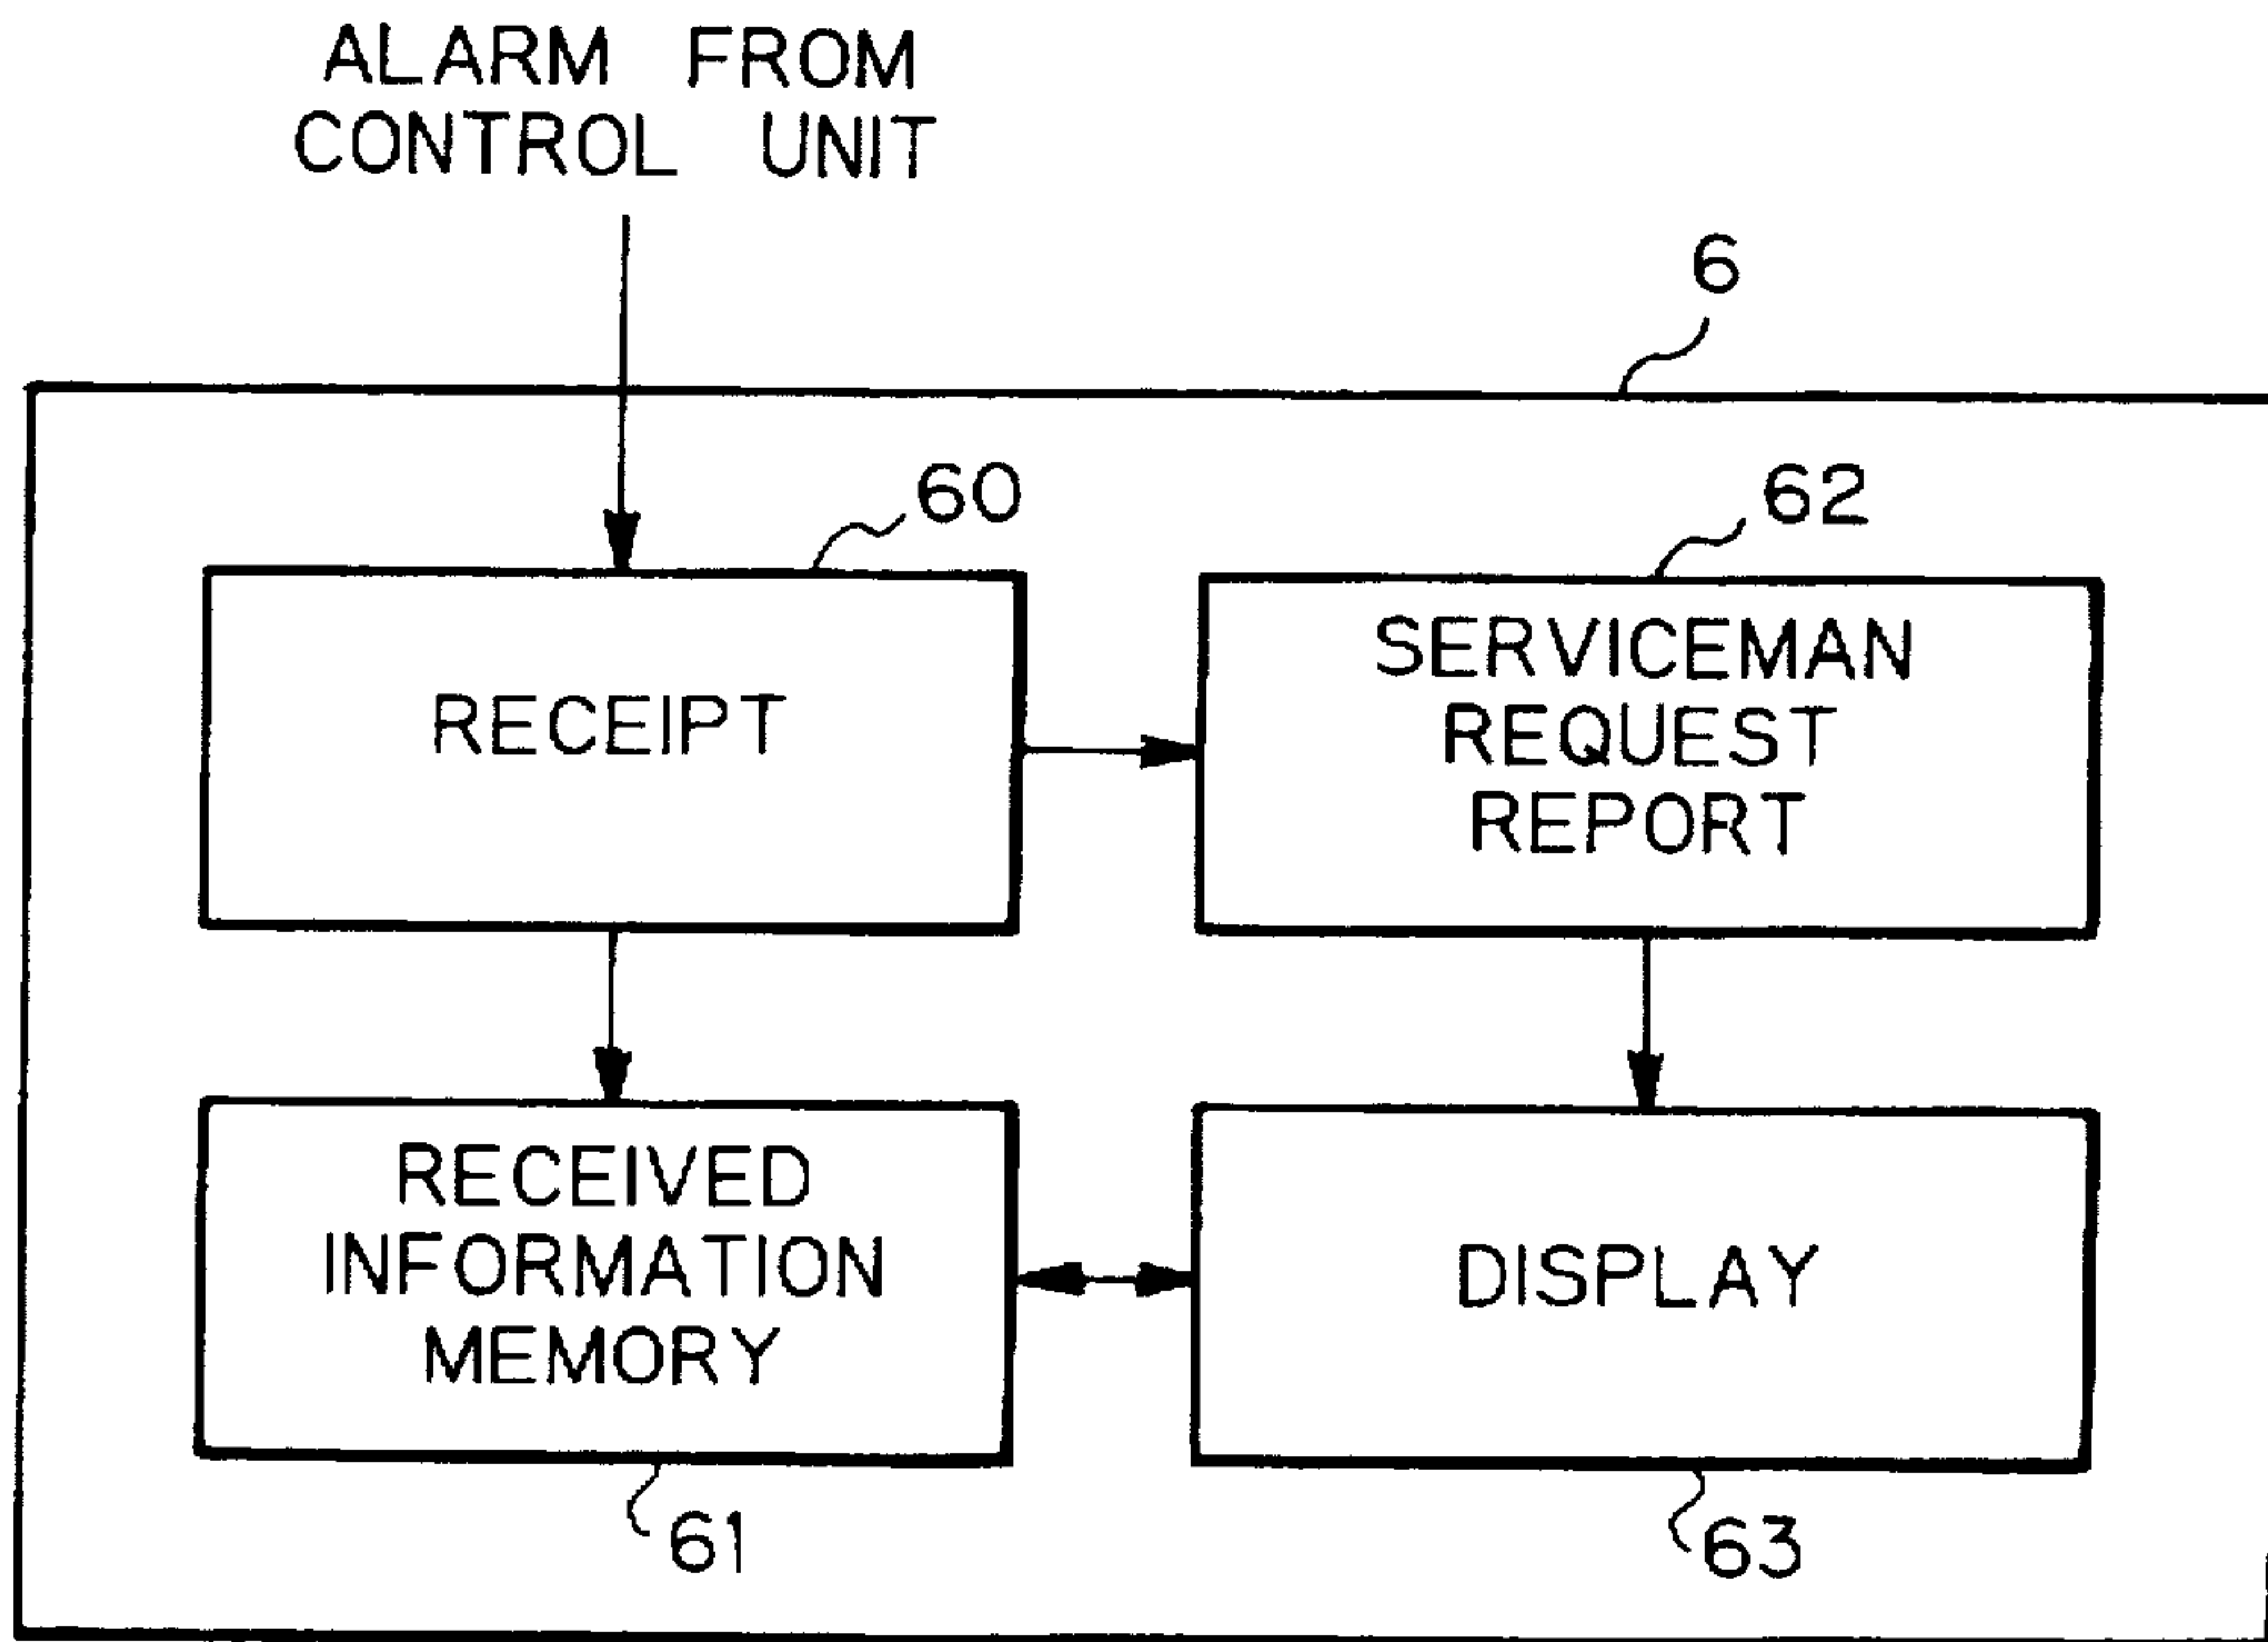 ALARM FROM
CONTROL UNIT
6
60
62
RECEIPT
SERVICEMAN
REQUEST
REPORT
RECEIVED
INFORMATION
MEMORY
DISPLAY
61
63